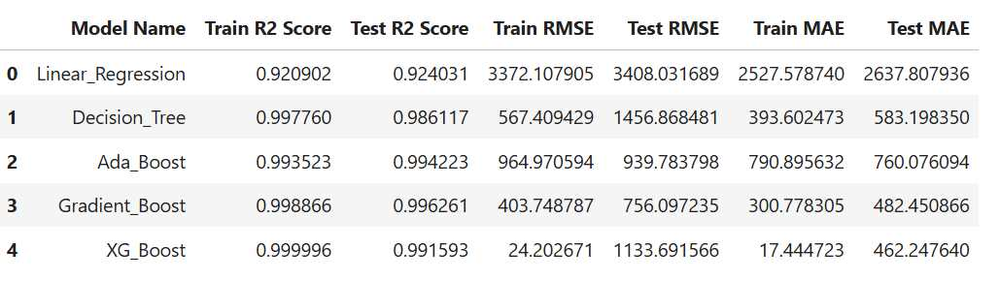 Model Name Train R2 Score Test R2 Score Train RMSE Test RMSE Train MAE Test MAE
0 Linear_Regression 0.920902 0.924031 3372.107905 3408.031689 2527.578740 2637.807936
1 Decision_Tree 0.997760 0.986117 567.409429 1456.868481 393.602473 583.198350
2 Ada_Boost 0.993523 0.994223 964.970594 939.783798 790.895632 760.076094
3 Gradient_Boost 0.998866 0.996261 403.748787 756.097235 300.778305 482.450866
4 XG_Boost 0.999996 0.991593 24.202671 1133.691566 17.444723 462.247640